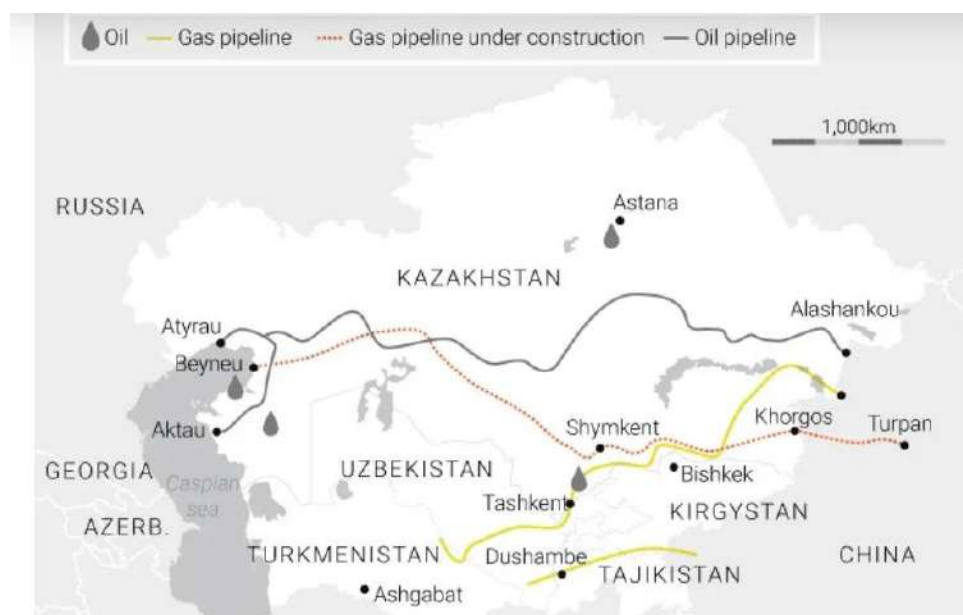 Oil Gas pipeline Gas pipeline under construction Oil pipeline
1,000km
RUSSIA
Astana
KAZAKHSTAN
Alashankou
Atyrau
Beyneu
Aktau
Shymkent
Khorgos
Turpan
GEORGIA
UZBEKISTAN
Bishkek
Caspian
sea
Tashkent
KIRGYSTAN
AZERB.
TURKMENISTAN
Dushambe
CHINA
TAJIKISTAN
Ashgabat